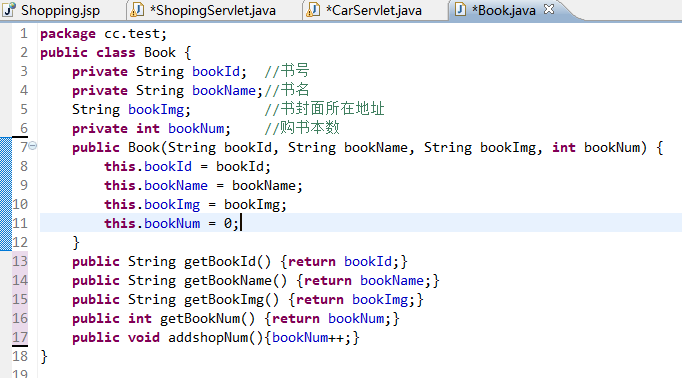 Shopping.jsp *ShopingServlet.java *CarServlet.java *Book.java
1 package cc.test;
2 public class Book {
3 private String bookId; //书号
4 private String bookName;//书名
5 String bookImg; //书封面所在地址
6 private int bookNum; //购书本数
7 public Book(String bookId, String bookName, String bookImg, int bookNum) {
8 this.bookId = bookId;
9 this.bookName = bookName;
10 this.bookImg = bookImg;
11 this.bookNum = 0;
12 }
13 public String getBookId() {return bookId;}
14 public String getBookName() {return bookName;}
15 public String getBookImg() {return bookImg;}
16 public int getBookNum() {return bookNum;}
17 public void addshopNum(){bookNum++;}
18 }
19